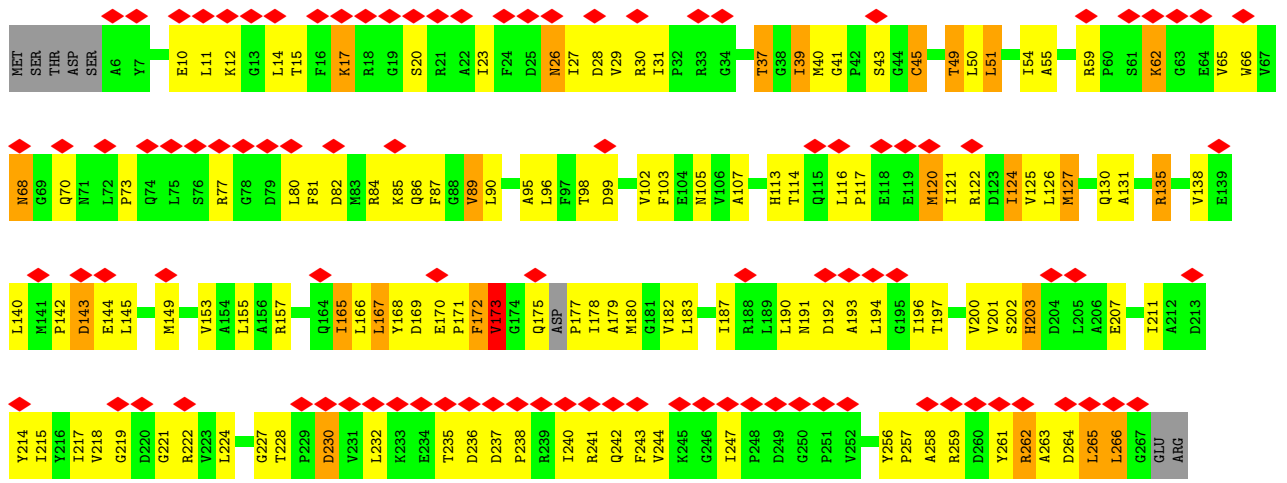 MET SER THR ASP SER A6 Y7 E10 L11 K12 G13 L14 T15 F16 K17 R18 G19 S20 R21 A22 I23 F24 D25 N26 I27 D28 V29 R30 I31 P32 R33 G34 T37 G38 I39 M40 G41 P42 S43 G44 C45 T49 L50 L51 I54 A55 R59 P60 S61 K62 G63 E64 V65 W66 V67
N68 G69 Q70 N71 L72 P73 Q74 L75 S76 R77 G78 D79 L80 F81 D82 M83 R84 K85 Q86 F87 G88 V89 L90 A95 L96 F97 T98 D99 V102 F103 E104 N105 V106 A107 H113 T114 Q115 L116 P117 E118 E119 M120 I121 R122 D123 I124 V125 L126 M127 Q130 A131 R135 V138 E139
L140 M141 P142 D143 E144 L145 M149 V153 A154 L155 A156 R157 Q164 I165 L166 L167 Y168 D169 E170 P171 F172 V173 G174 Q175 ASP P177 I178 A179 M180 G181 V182 L183 I187 R188 L189 L190 N191 D192 A193 L194 G195 I196 T197 V200 V201 S202 H203 D204 L205 A206 E207 I211 A212 D213
Y214 I215 Y216 I217 V218 G219 D220 G221 R222 V223 L224 G227 T228 P229 D230 V231 L232 K233 E234 T235 D236 D237 P238 R239 I240 R241 Q242 F243 V244 K245 G246 I247 P248 D249 G250 P251 V252 Y256 P257 A258 R259 D260 Y261 R262 A263 D264 L265 L266 G267 GLU ARG